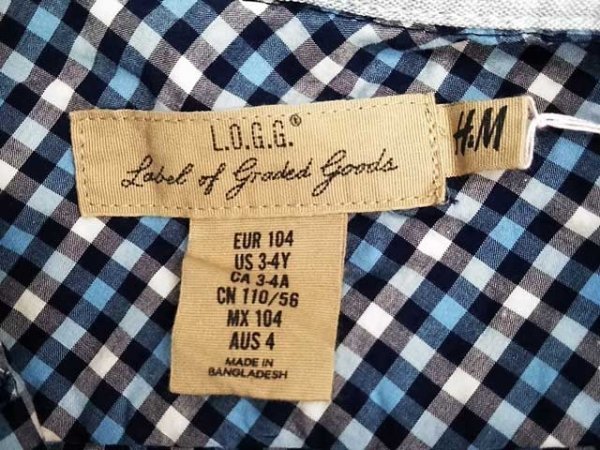 L.O.G.G.®
Label of Graded Goods
H&M
EUR 104
US 3-4Y
CA 3-4A
CN 110/56
MX 104
AUS 4
MADE IN
BANGLADESH